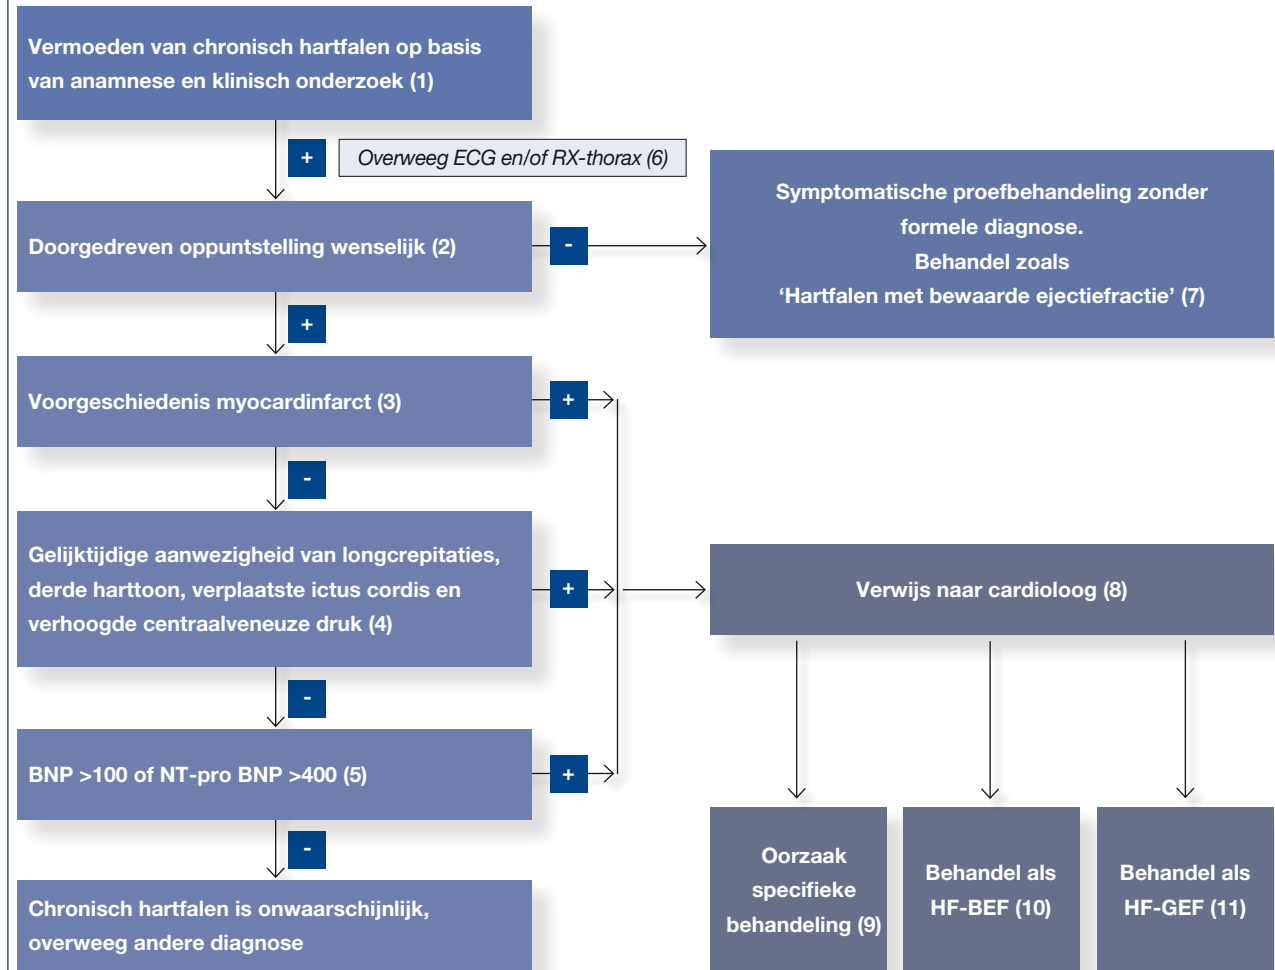 Vermoeden van chronisch hartfalen op basis
van anamnese en klinisch onderzoek (1)
+
Overweeg ECG en/of RX-thorax (6)
Doorgedreven oppuntstelling wenselijk (2)
-
Symptomatische proefbehandeling zonder
formele diagnose.
Behandel zoals
‘Hartfalen met bewaarde ejectiefractie’ (7)
+
Voorgeschiedenis myocardinfarct (3)
+
-
Gelijktijdige aanwezigheid van longcrepitaties,
derde harttoon, verplaatste ictus cordis en
verhoogde centraalveneuze druk (4)
+
Verwijs naar cardioloog (8)
-
BNP >100 of NT-pro BNP >400 (5)
+
-
Chronisch hartfalen is onwaarschijnlijk,
overweeg andere diagnose
Oorzaak
specifieke
behandeling (9)
Behandel als
HF-BEF (10)
Behandel als
HF-GEF (11)